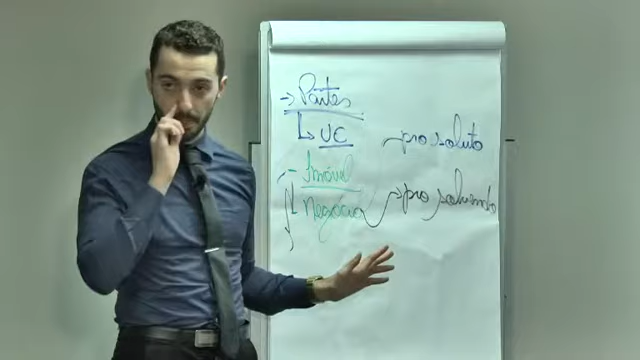 → Partes
↳ UC
- Imóvel
Negócio
pro soluto
pro solvendo